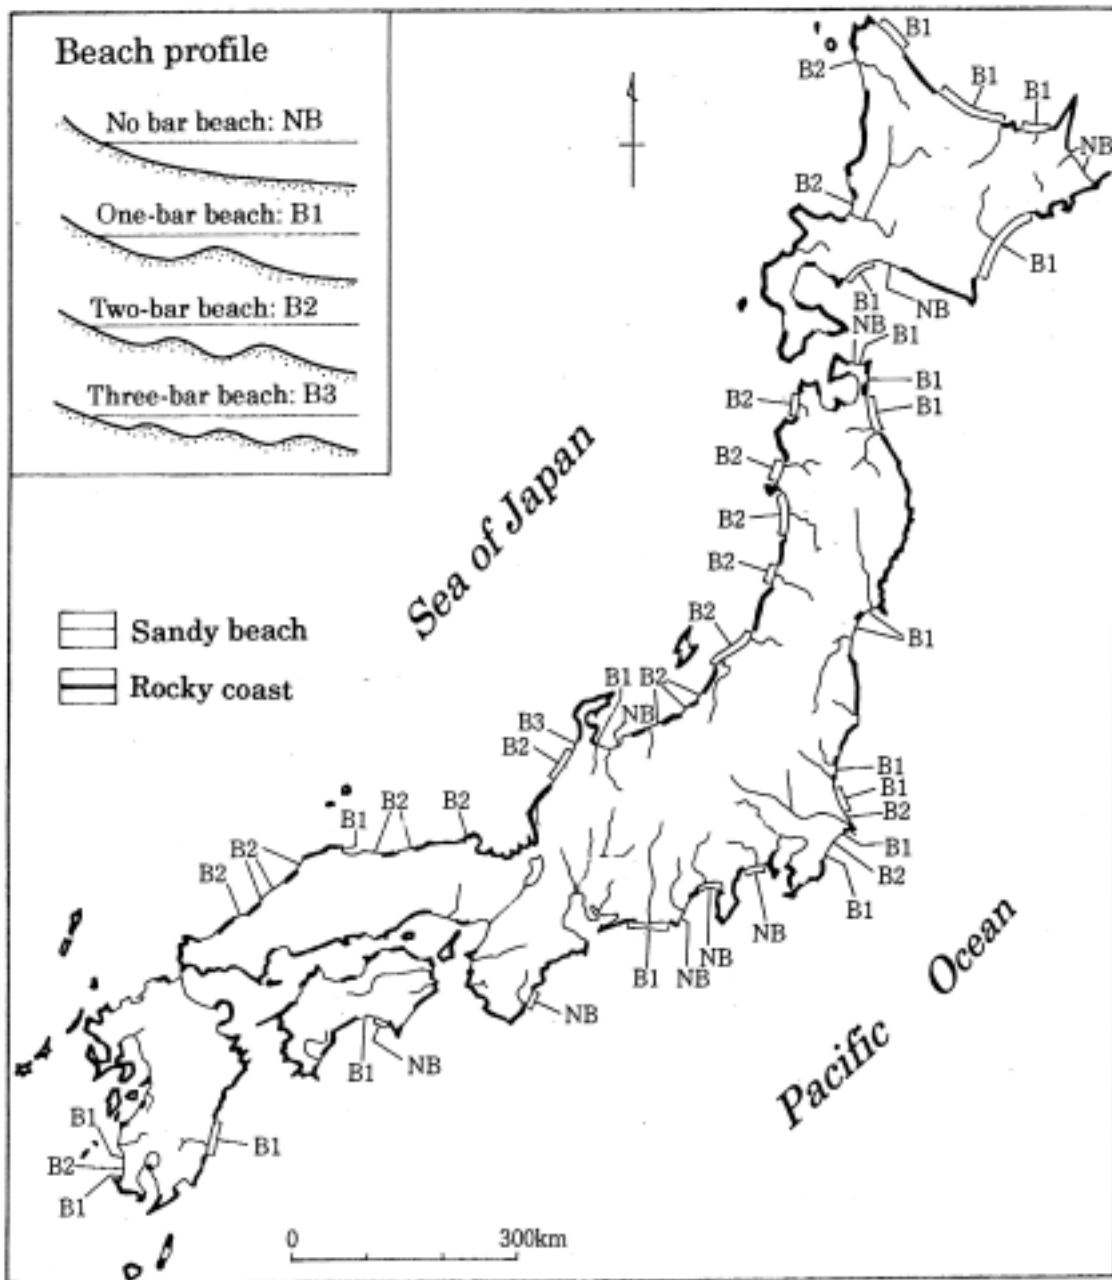 Beach profile
No bar beach: NB
One-bar beach: B1
Two-bar beach: B2
Three-bar beach: B3
Sandy beach
Rocky coast
Sea of Japan
Pacific Ocean
B1
B2
B1
B1
NB
B2
B1
B1
NB
NB
B1
B1
B2
B1
B2
B2
B2
B2
B1
B1
B2
NB
B3
B2
B1
B1
B2
B2
B2
B1
B1
B2
B2
B2
B1
NB
NB
NB
B1
NB
NB
B1
B1
B1
B2
B1
0
300km